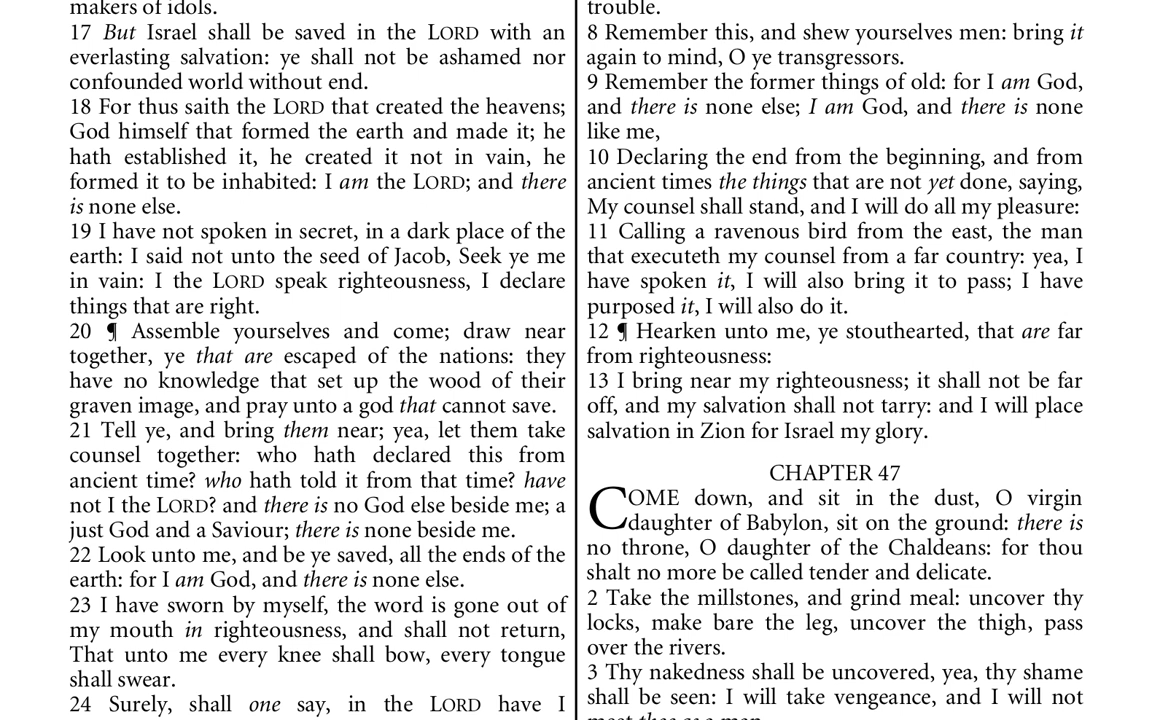 makers of idols.
17 But Israel shall be saved in the LORD with an
everlasting salvation: ye shall not be ashamed nor
confounded world without end.
18 For thus saith the LORD that created the heavens;
God himself that formed the earth and made it; he
hath established it, he created it not in vain, he
formed it to be inhabited: I am the LORD; and there
is none else.
19 I have not spoken in secret, in a dark place of the
earth: I said not unto the seed of Jacob, Seek ye me
in vain: I the LORD speak righteousness, I declare
things that are right.
20 ¶ Assemble yourselves and come; draw near
together, ye that are escaped of the nations: they
have no knowledge that set up the wood of their
graven image, and pray unto a god that cannot save.
21 Tell ye, and bring them near; yea, let them take
counsel together: who hath declared this from
ancient time? who hath told it from that time? have
not I the LORD? and there is no God else beside me; a
just God and a Saviour; there is none beside me.
22 Look unto me, and be ye saved, all the ends of the
earth: for I am God, and there is none else.
23 I have sworn by myself, the word is gone out of
my mouth in righteousness, and shall not return,
That unto me every knee shall bow, every tongue
shall swear.
24 Surely, shall one say, in the LORD have I
trouble.
8 Remember this, and shew yourselves men: bring it
again to mind, O ye transgressors.
9 Remember the former things of old: for I am God,
and there is none else; I am God, and there is none
like me,
10 Declaring the end from the beginning, and from
ancient times the things that are not yet done, saying,
My counsel shall stand, and I will do all my pleasure:
11 Calling a ravenous bird from the east, the man
that executeth my counsel from a far country: yea, I
have spoken it, I will also bring it to pass; I have
purposed it, I will also do it.
12 ¶ Hearken unto me, ye stouthearted, that are far
from righteousness:
13 I bring near my righteousness; it shall not be far
off, and my salvation shall not tarry: and I will place
salvation in Zion for Israel my glory.
CHAPTER 47
COME down, and sit in the dust, O virgin
daughter of Babylon, sit on the ground: there is
no throne, O daughter of the Chaldeans: for thou
shalt no more be called tender and delicate.
2 Take the millstones, and grind meal: uncover thy
locks, make bare the leg, uncover the thigh, pass
over the rivers.
3 Thy nakedness shall be uncovered, yea, thy shame
shall be seen: I will take vengeance, and I will not
meet thee as a man.